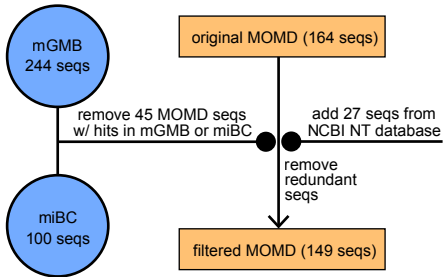 mGMB
244 seqs
original MOMD (164 seqs)
remove 45 MOMD seqs
w/ hits in mGMB or miBC
add 27 seqs from
NCBI NT database
remove
redundant
seqs
miBC
100 seqs
filtered MOMD (149 seqs)